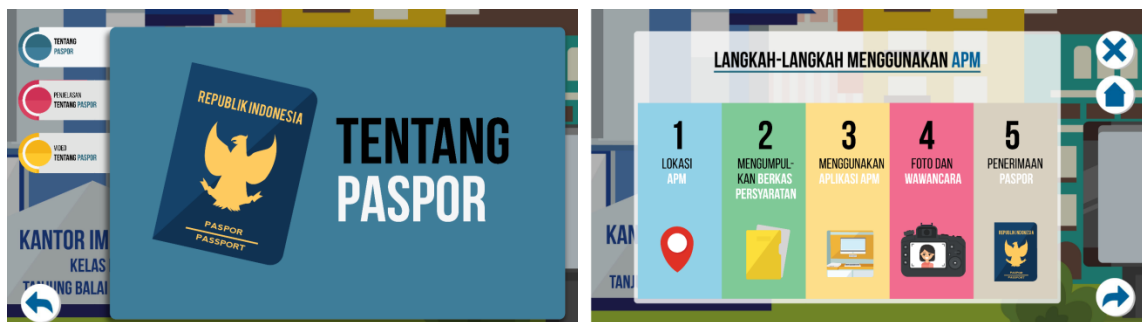 TENTANG
PASPOR
PENJELASAN
TENTANG PASPOR
VIDEO
TENTANG PASPOR
REPUBLIK INDONESIA
PASPOR
PASSPORT
TENTANG
PASPOR
KANTOR IM
KELAS
TANJUNG BALAI
LANGKAH-LANGKAH MENGGUNAKAN APM
1
LOKASI
APM
2
MENGUMPUL-
KAN BERKAS
PERSYARATAN
3
MENGGUNAKAN
APLIKASI APM
4
FOTO DAN
WAWANCARA
5
PENERIMAAN
PASPOR
REPUBLIK INDONESIA
KAN
TANJ